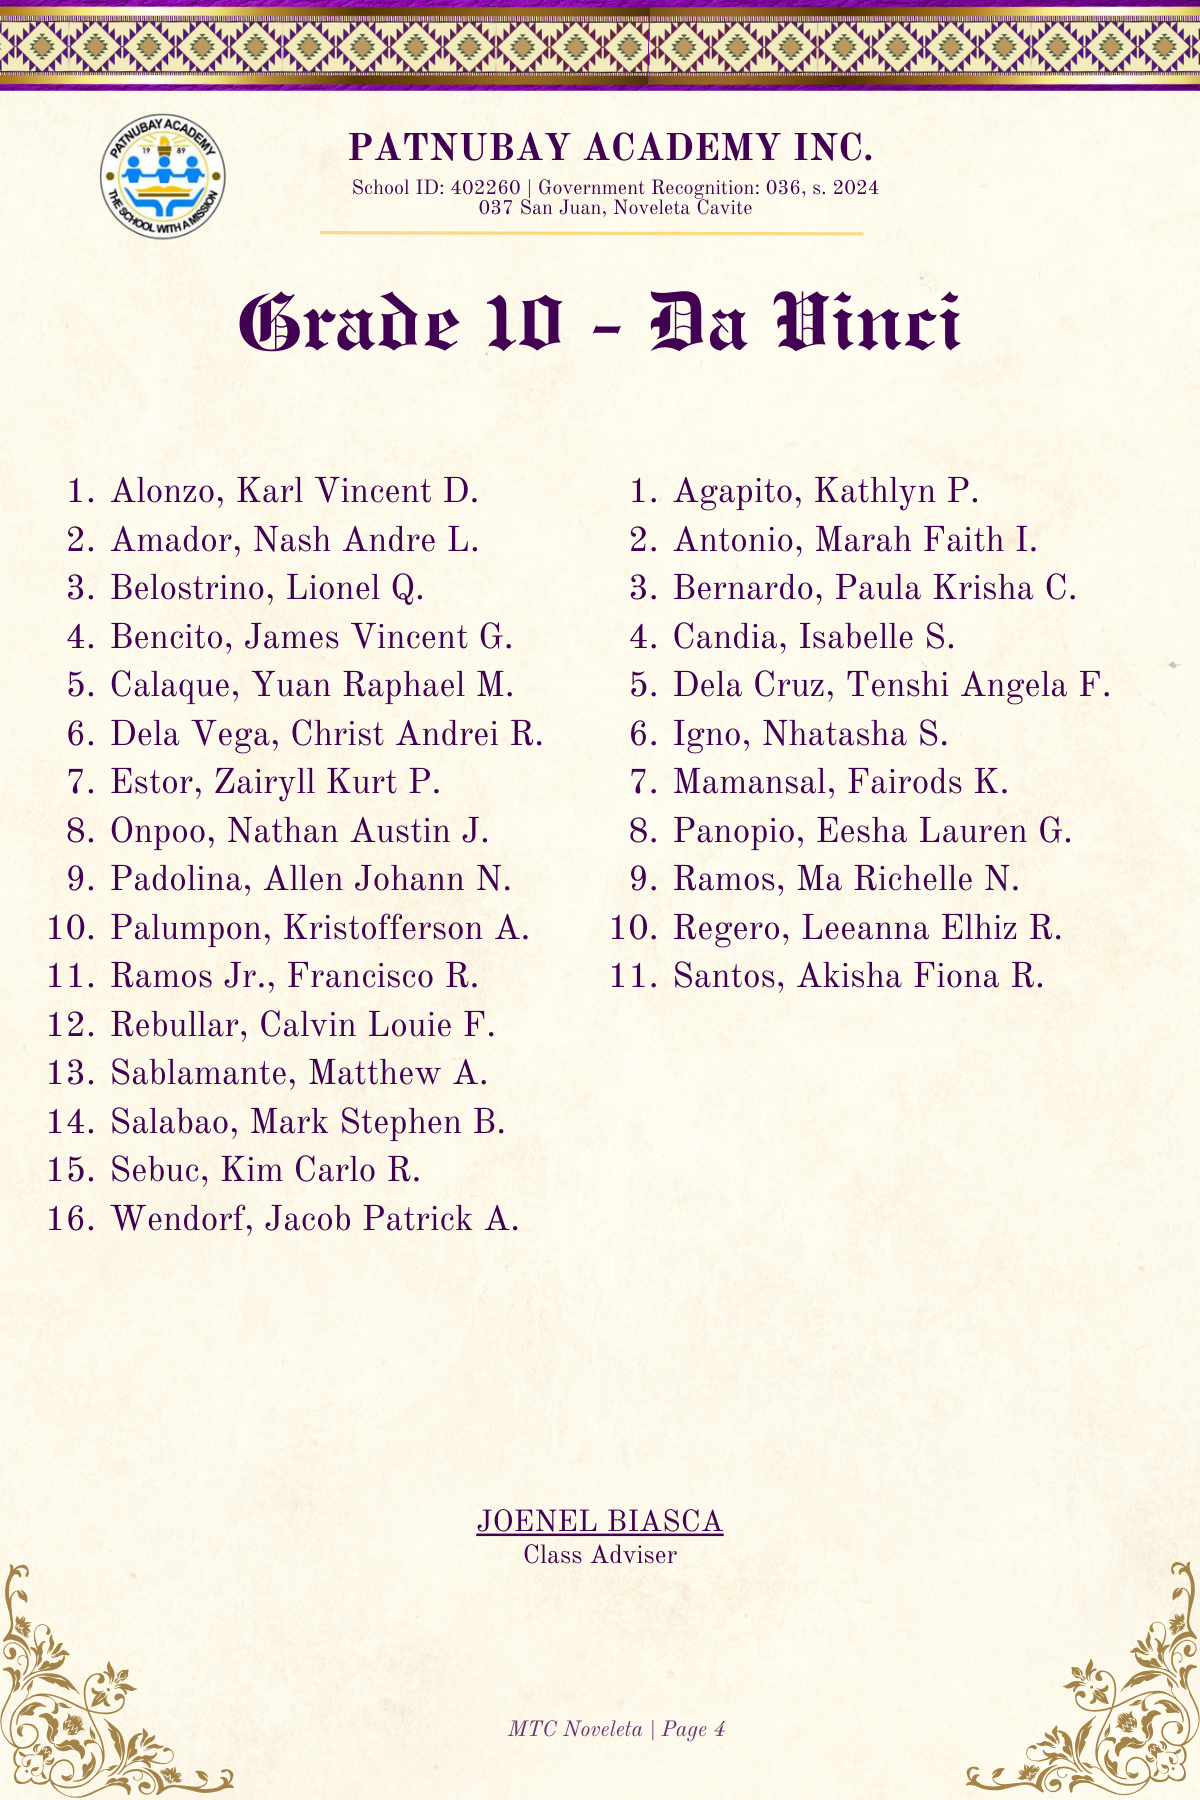 PATNUBAY ACADEMY
19 89
THE SCHOOL WITH A MISSION
PATNUBAY ACADEMY INC.
School ID: 402260 | Government Recognition: 036, s. 2024
037 San Juan, Noveleta Cavite
Grade 10 - Da Vinci
1. Alonzo, Karl Vincent D.
2. Amador, Nash Andre L.
3. Belostrino, Lionel Q.
4. Bencito, James Vincent G.
5. Calaque, Yuan Raphael M.
6. Dela Vega, Christ Andrei R.
7. Estor, Zairyll Kurt P.
8. Onpoo, Nathan Austin J.
9. Padolina, Allen Johann N.
10. Palumpon, Kristofferson A.
11. Ramos Jr., Francisco R.
12. Rebullar, Calvin Louie F.
13. Sablamante, Matthew A.
14. Salabao, Mark Stephen B.
15. Sebuc, Kim Carlo R.
16. Wendorf, Jacob Patrick A.
1. Agapito, Kathlyn P.
2. Antonio, Marah Faith I.
3. Bernardo, Paula Krisha C.
4. Candia, Isabelle S.
5. Dela Cruz, Tenshi Angela F.
6. Igno, Nhatasha S.
7. Mamansal, Fairods K.
8. Panopio, Eesha Lauren G.
9. Ramos, Ma Richelle N.
10. Regero, Leeanna Elhiz R.
11. Santos, Akisha Fiona R.
JOENEL BIASCA
Class Adviser
MTC Noveleta | Page 4